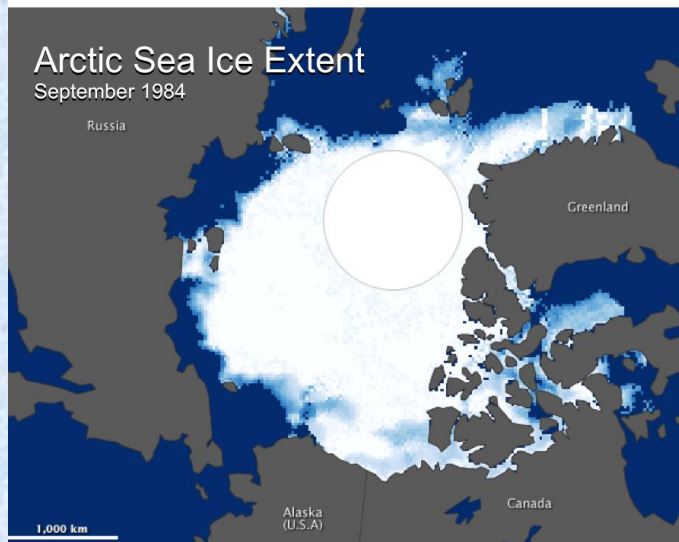 Arctic Sea Ice Extent
September 1984
Russia
Greenland
Alaska
(U.S.A)
Canada
1,000 km